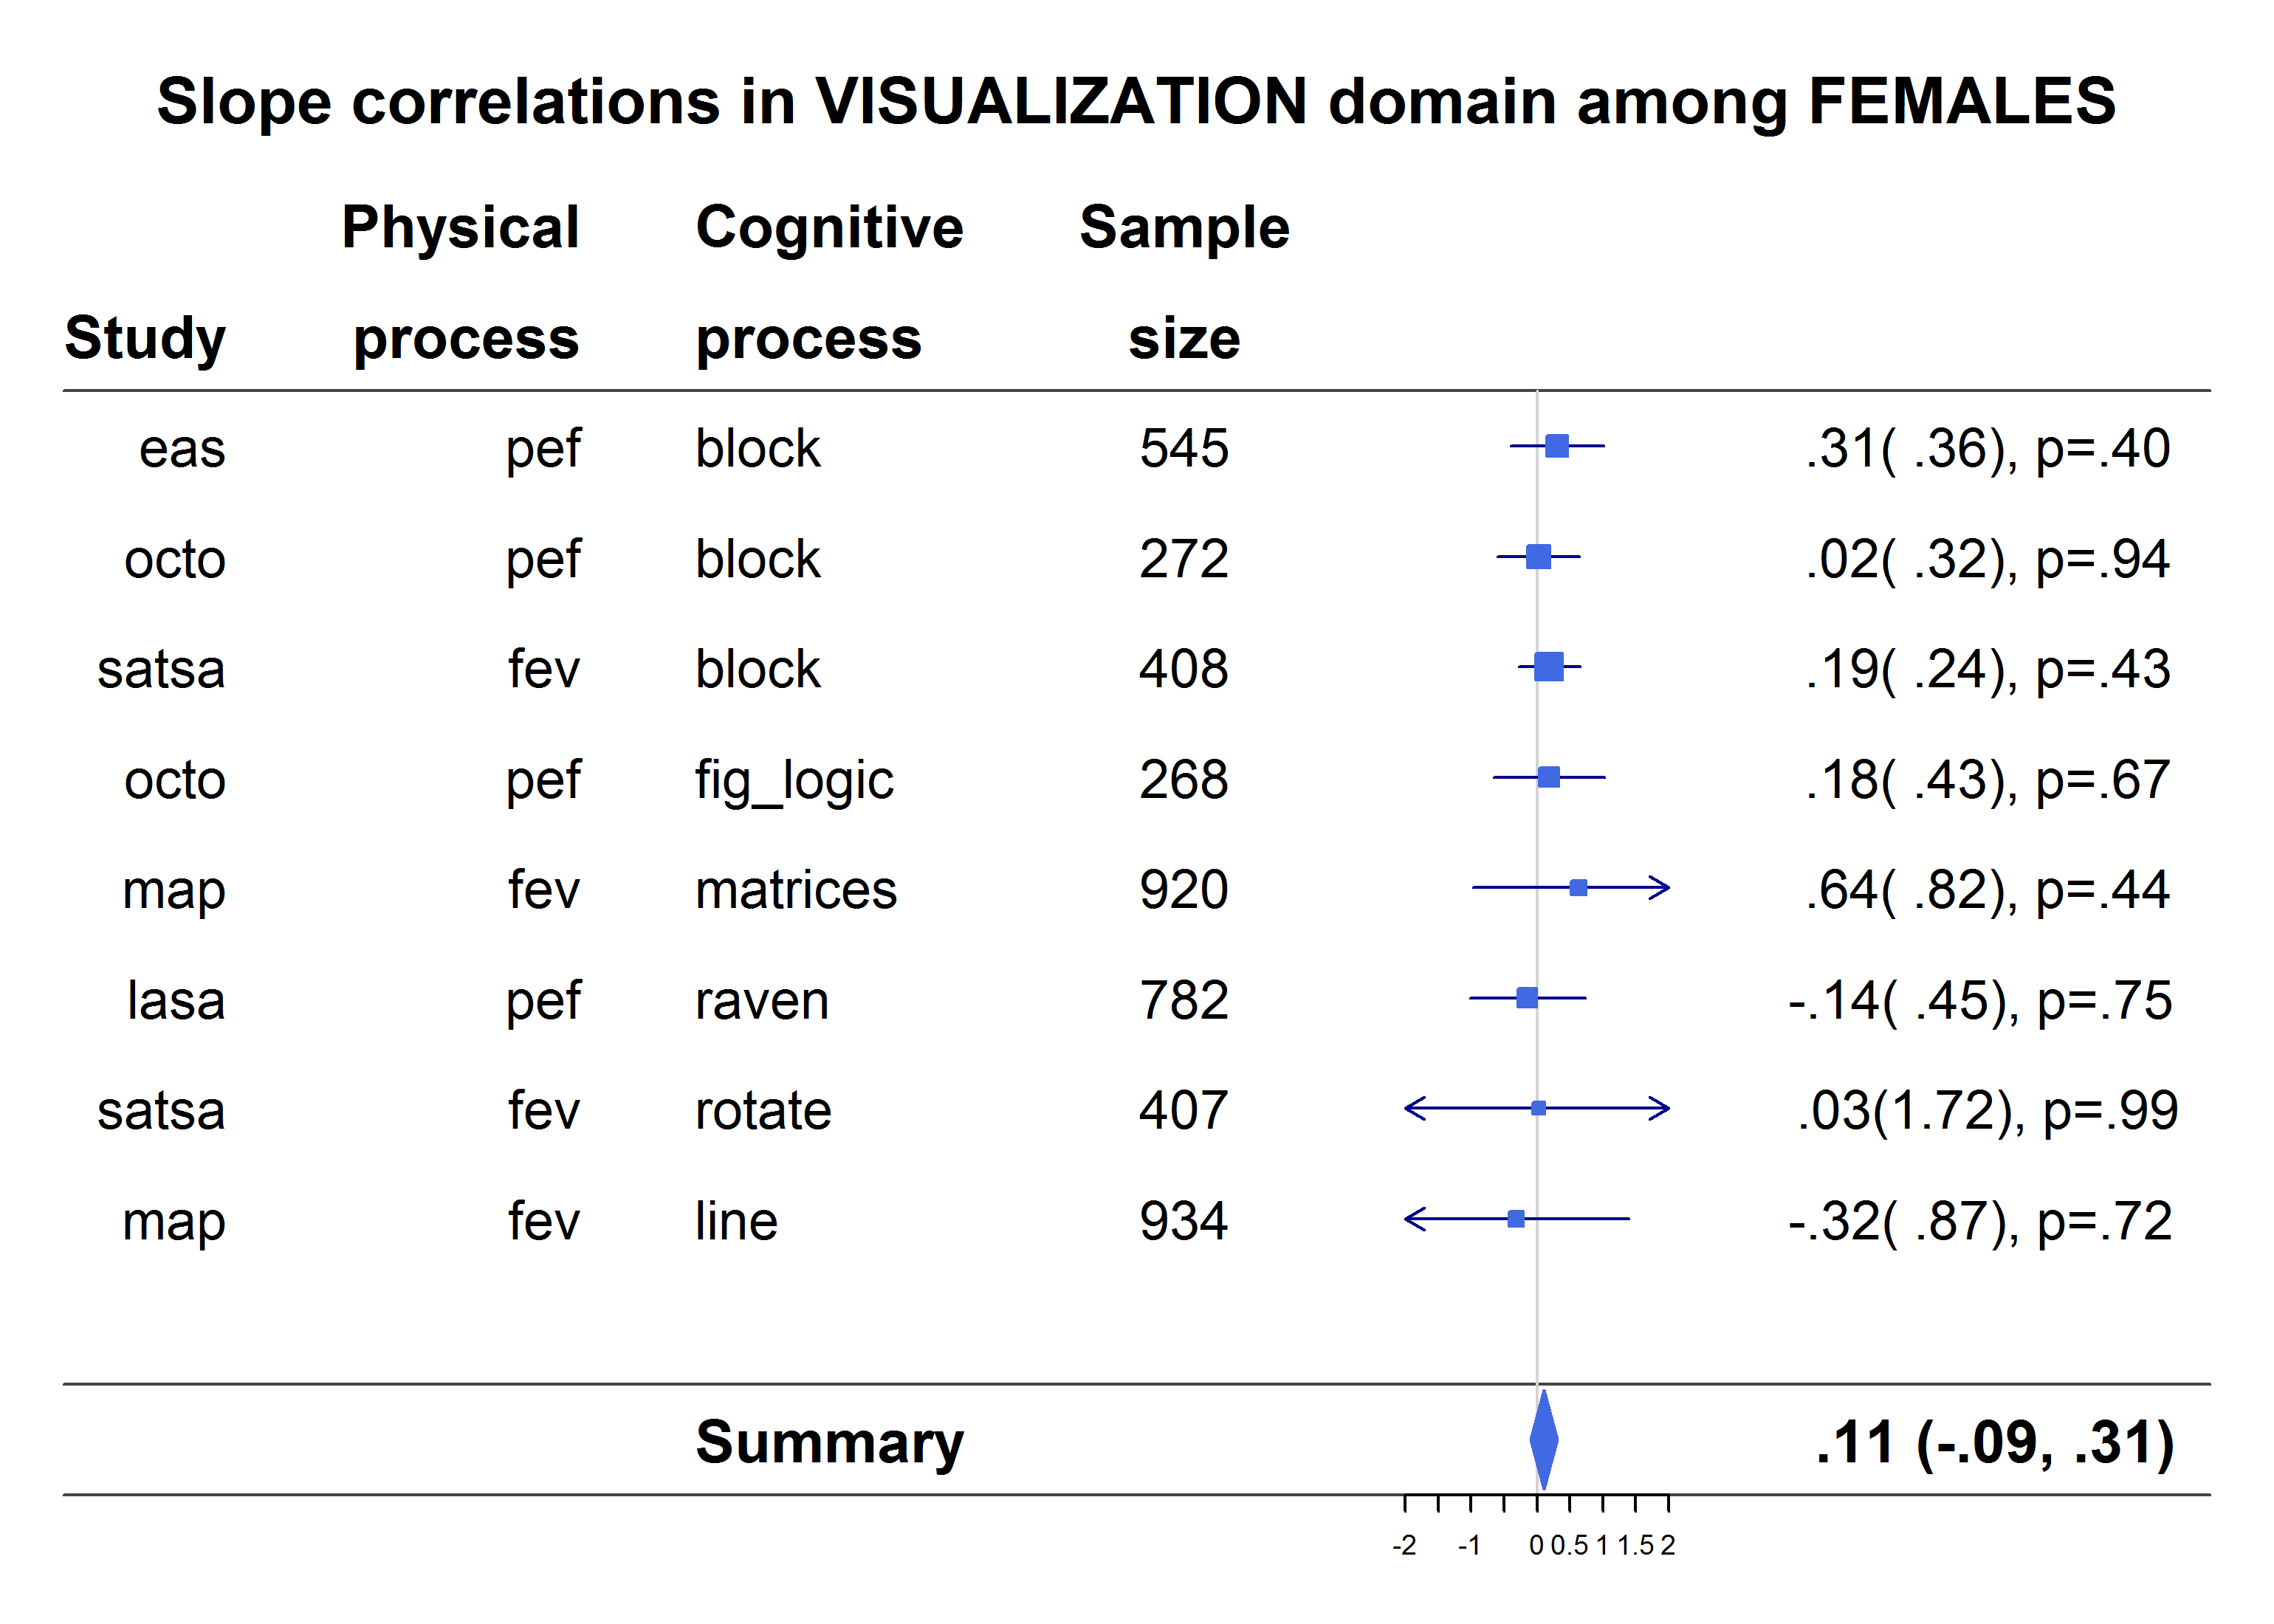 Slope correlations in VISUALIZATION domain among FEMALES
Physical Cognitive Sample
Study process process size
eas pef block 545 .31( .36), p=.40
octo pef block 272 .02( .32), p=.94
satsa fev block 408 .19( .24), p=.43
octo pef fig_logic 268 .18( .43), p=.67
map fev matrices 920 .64( .82), p=.44
lasa pef raven 782 -.14( .45), p=.75
satsa fev rotate 407 .03(1.72), p=.99
map fev line 934 -.32( .87), p=.72
Summary .11 (-.09, .31)
-2 -1 0 0.5 1 1.5 2